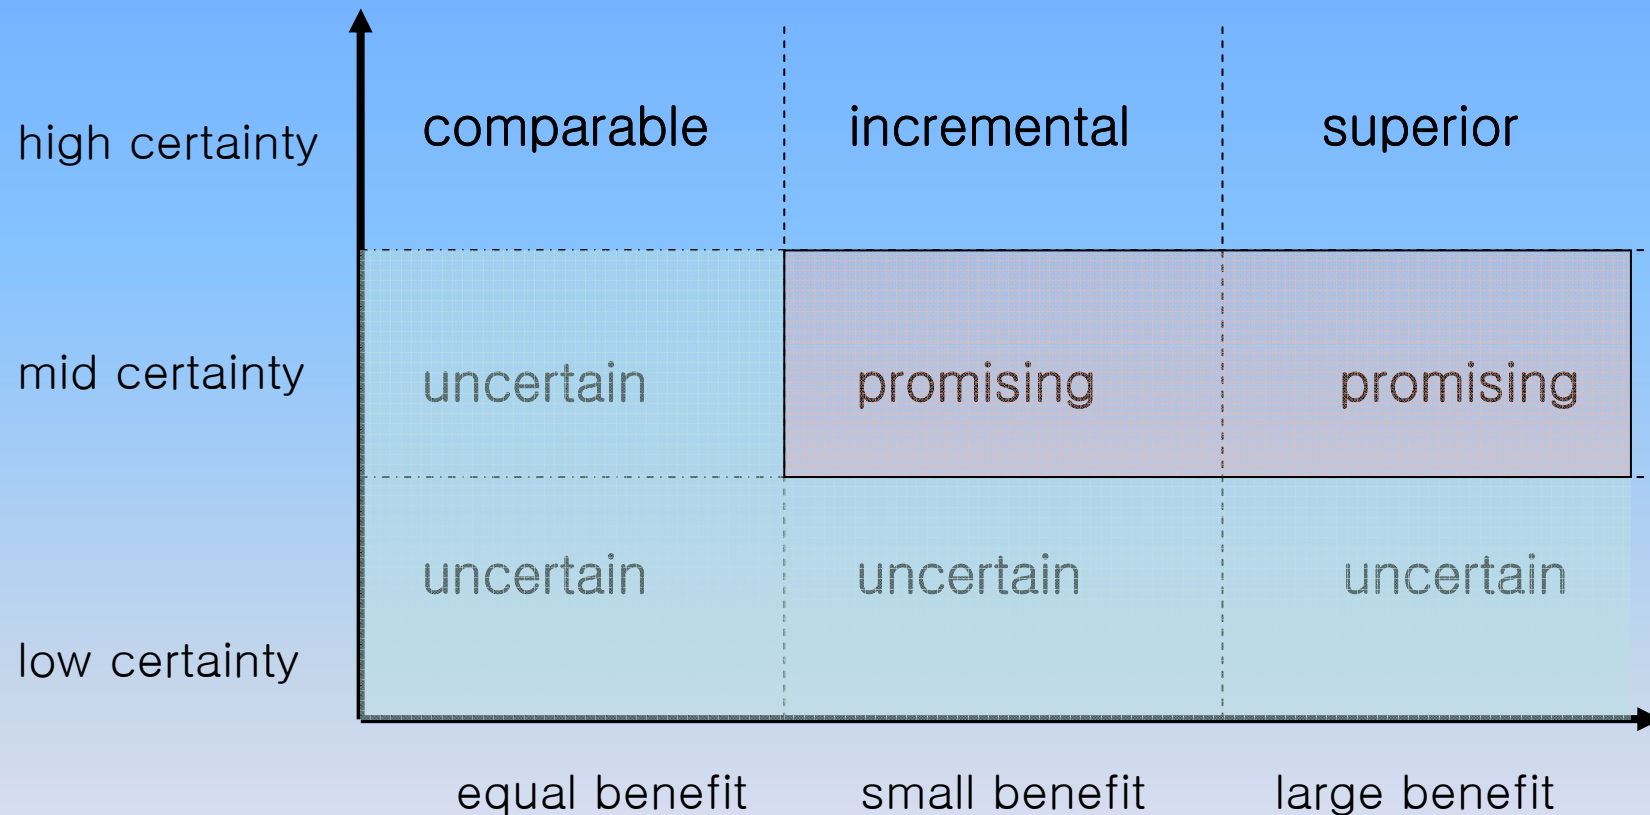 high certainty comparable incremental superior
mid certainty uncertain promising promising
uncertain uncertain uncertain
low certainty
equal benefit small benefit large benefit